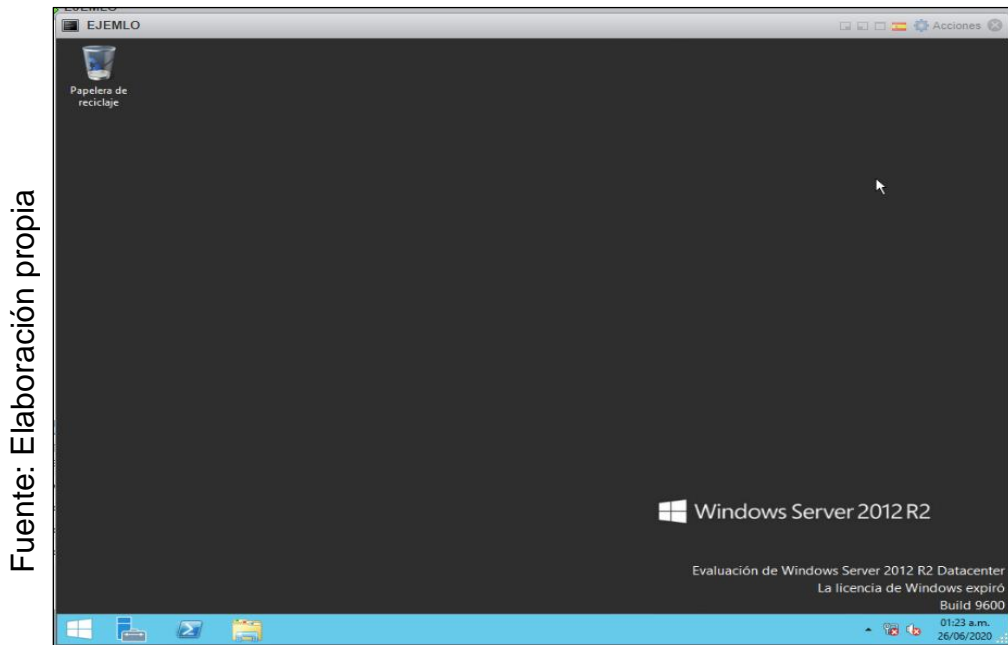 EJEMLO
EJEMLO
Acciones
Papelera de
reciclaje
Fuente: Elaboración propia
Windows Server 2012 R2
Evaluación de Windows Server 2012 R2 Datacenter
La licencia de Windows expiró
Build 9600
01:23 a.m.
26/06/2020